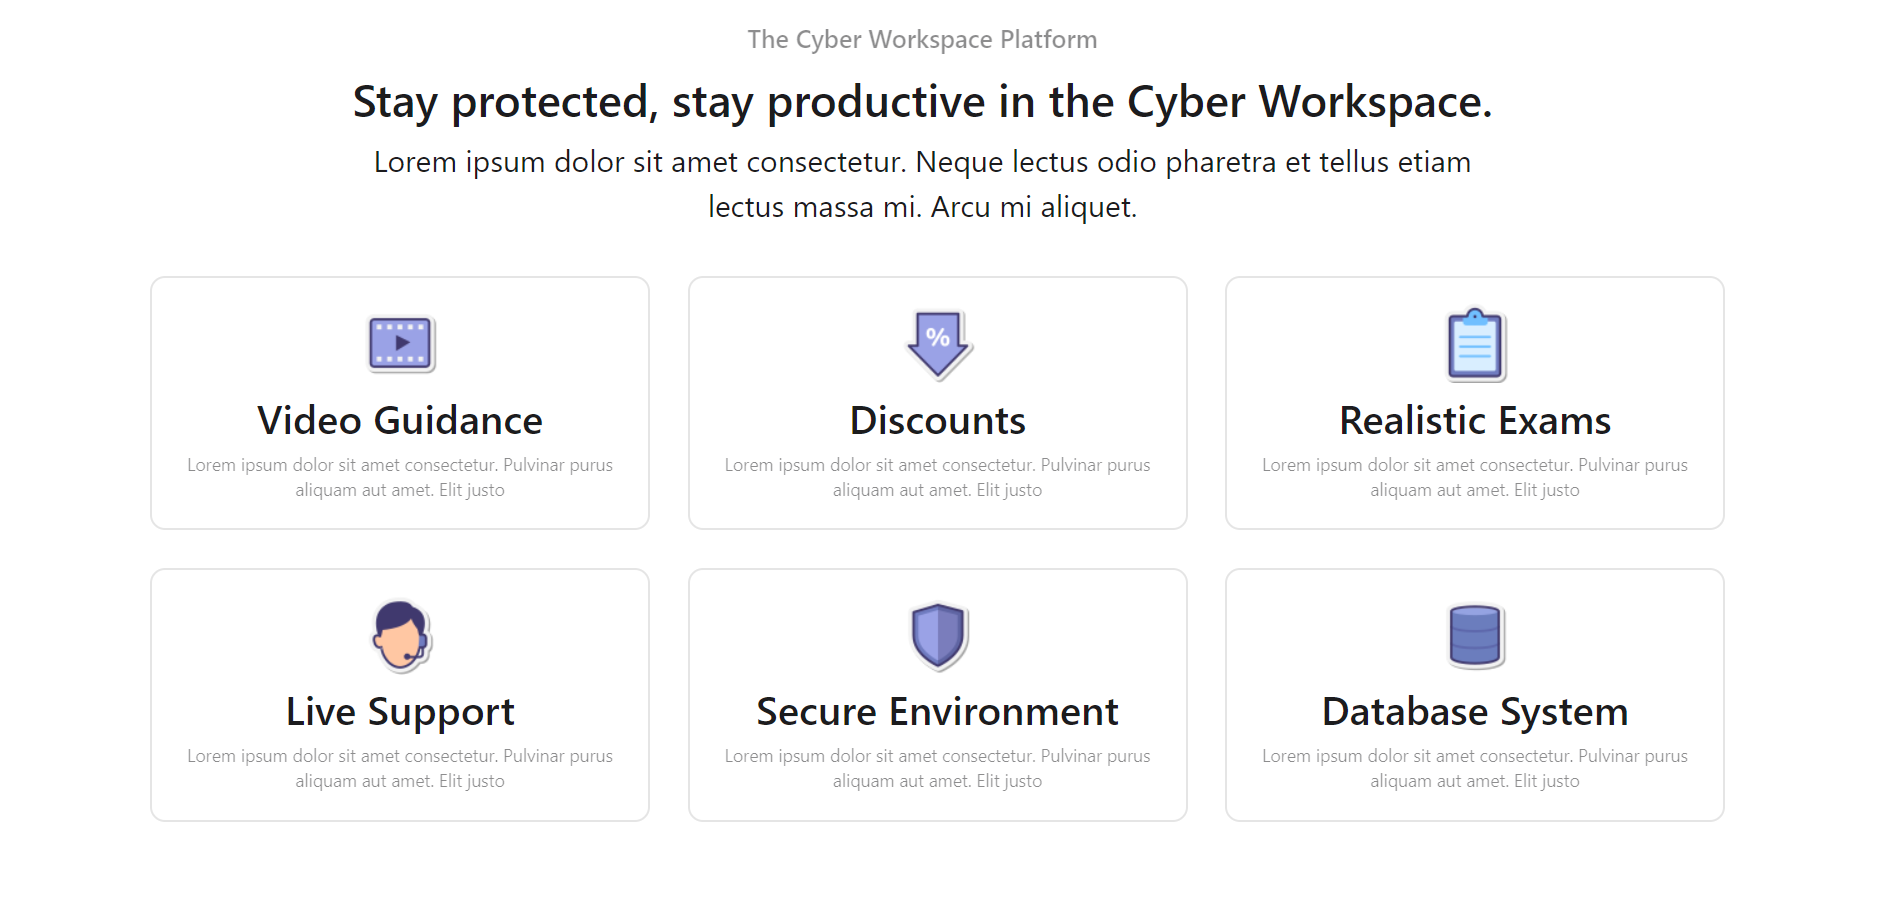 The Cyber Workspace Platform
Stay protected, stay productive in the Cyber Workspace.
Lorem ipsum dolor sit amet consectetur. Neque lectus odio pharetra et tellus etiam
lectus massa mi. Arcu mi aliquet.
Video Guidance
Lorem ipsum dolor sit amet consectetur. Pulvinar purus
aliquam aut amet. Elit justo
%
Discounts
Lorem ipsum dolor sit amet consectetur. Pulvinar purus
aliquam aut amet. Elit justo
Realistic Exams
Lorem ipsum dolor sit amet consectetur. Pulvinar purus
aliquam aut amet. Elit justo
Live Support
Lorem ipsum dolor sit amet consectetur. Pulvinar purus
aliquam aut amet. Elit justo
Secure Environment
Lorem ipsum dolor sit amet consectetur. Pulvinar purus
aliquam aut amet. Elit justo
Database System
Lorem ipsum dolor sit amet consectetur. Pulvinar purus
aliquam aut amet. Elit justo